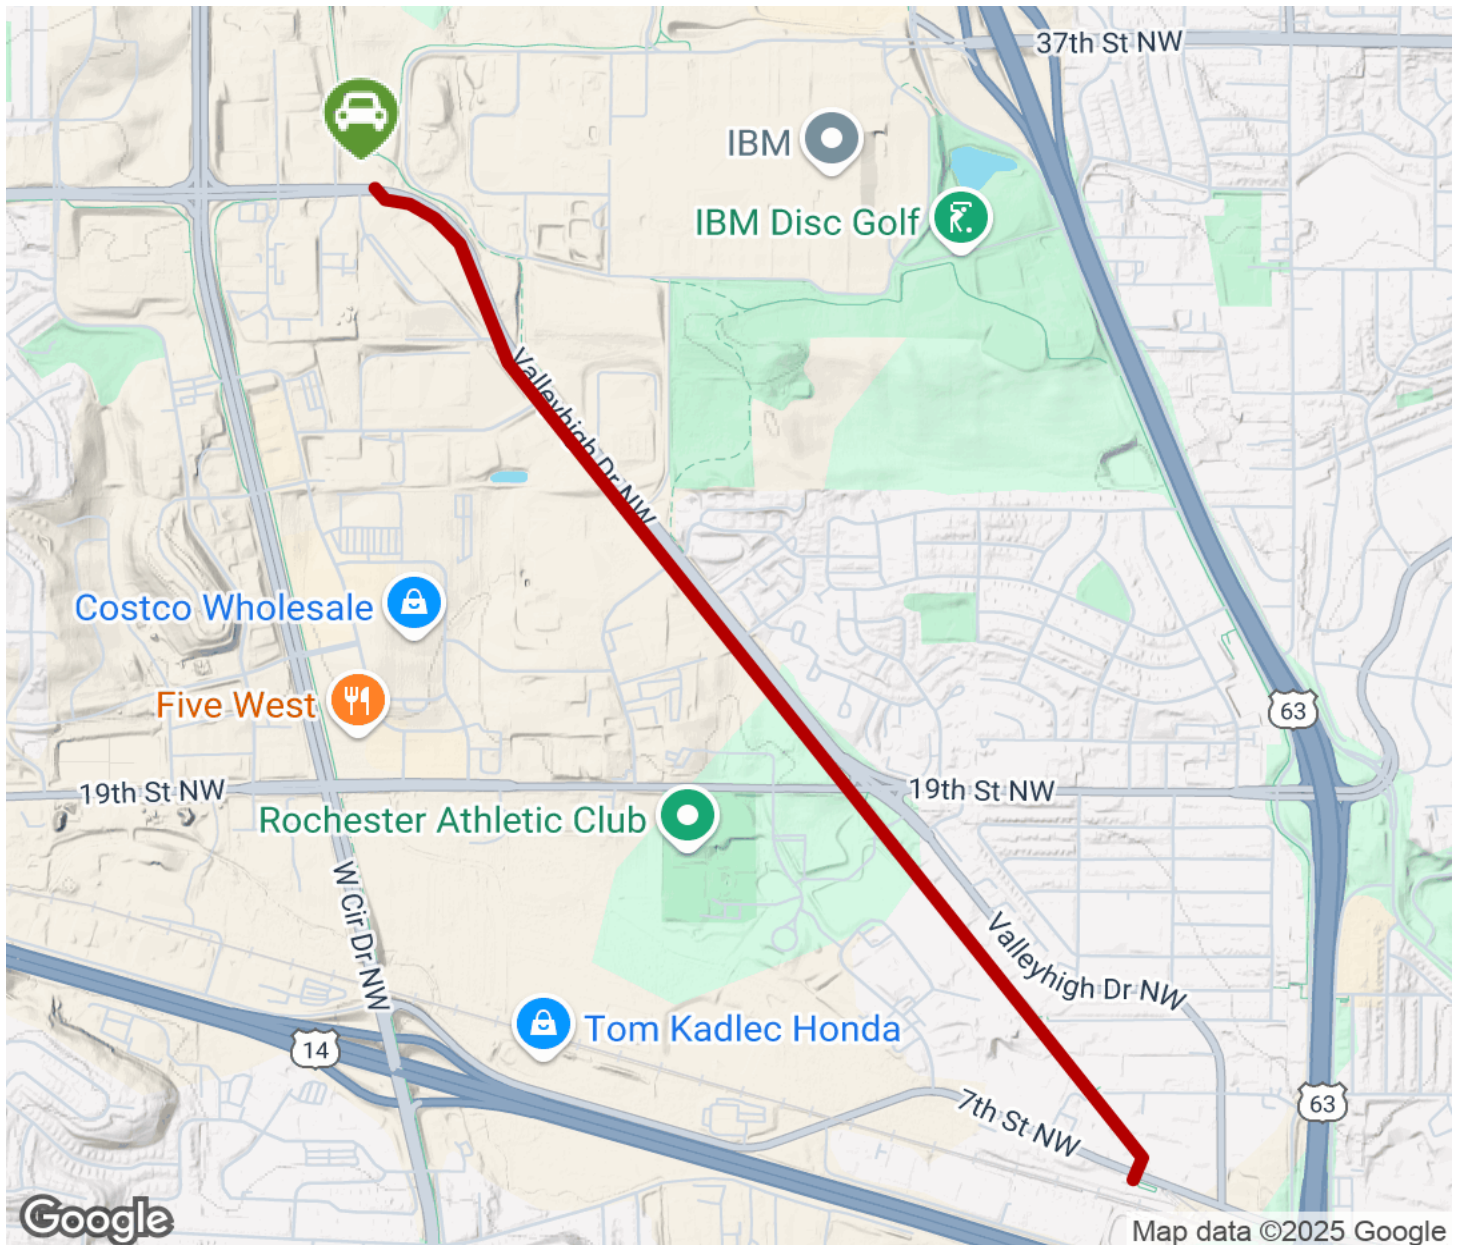 37th St NW
IBM
IBM Disc Golf
Valleyhigh Dr NW
Costco Wholesale
Five West
63
19th St NW
19th St NW
Rochester Athletic Club
W Cir Dr NW
Valleyhigh Dr NW
Tom Kadlec Honda
14
7th St NW
63
Google
Map data ©2025 Google